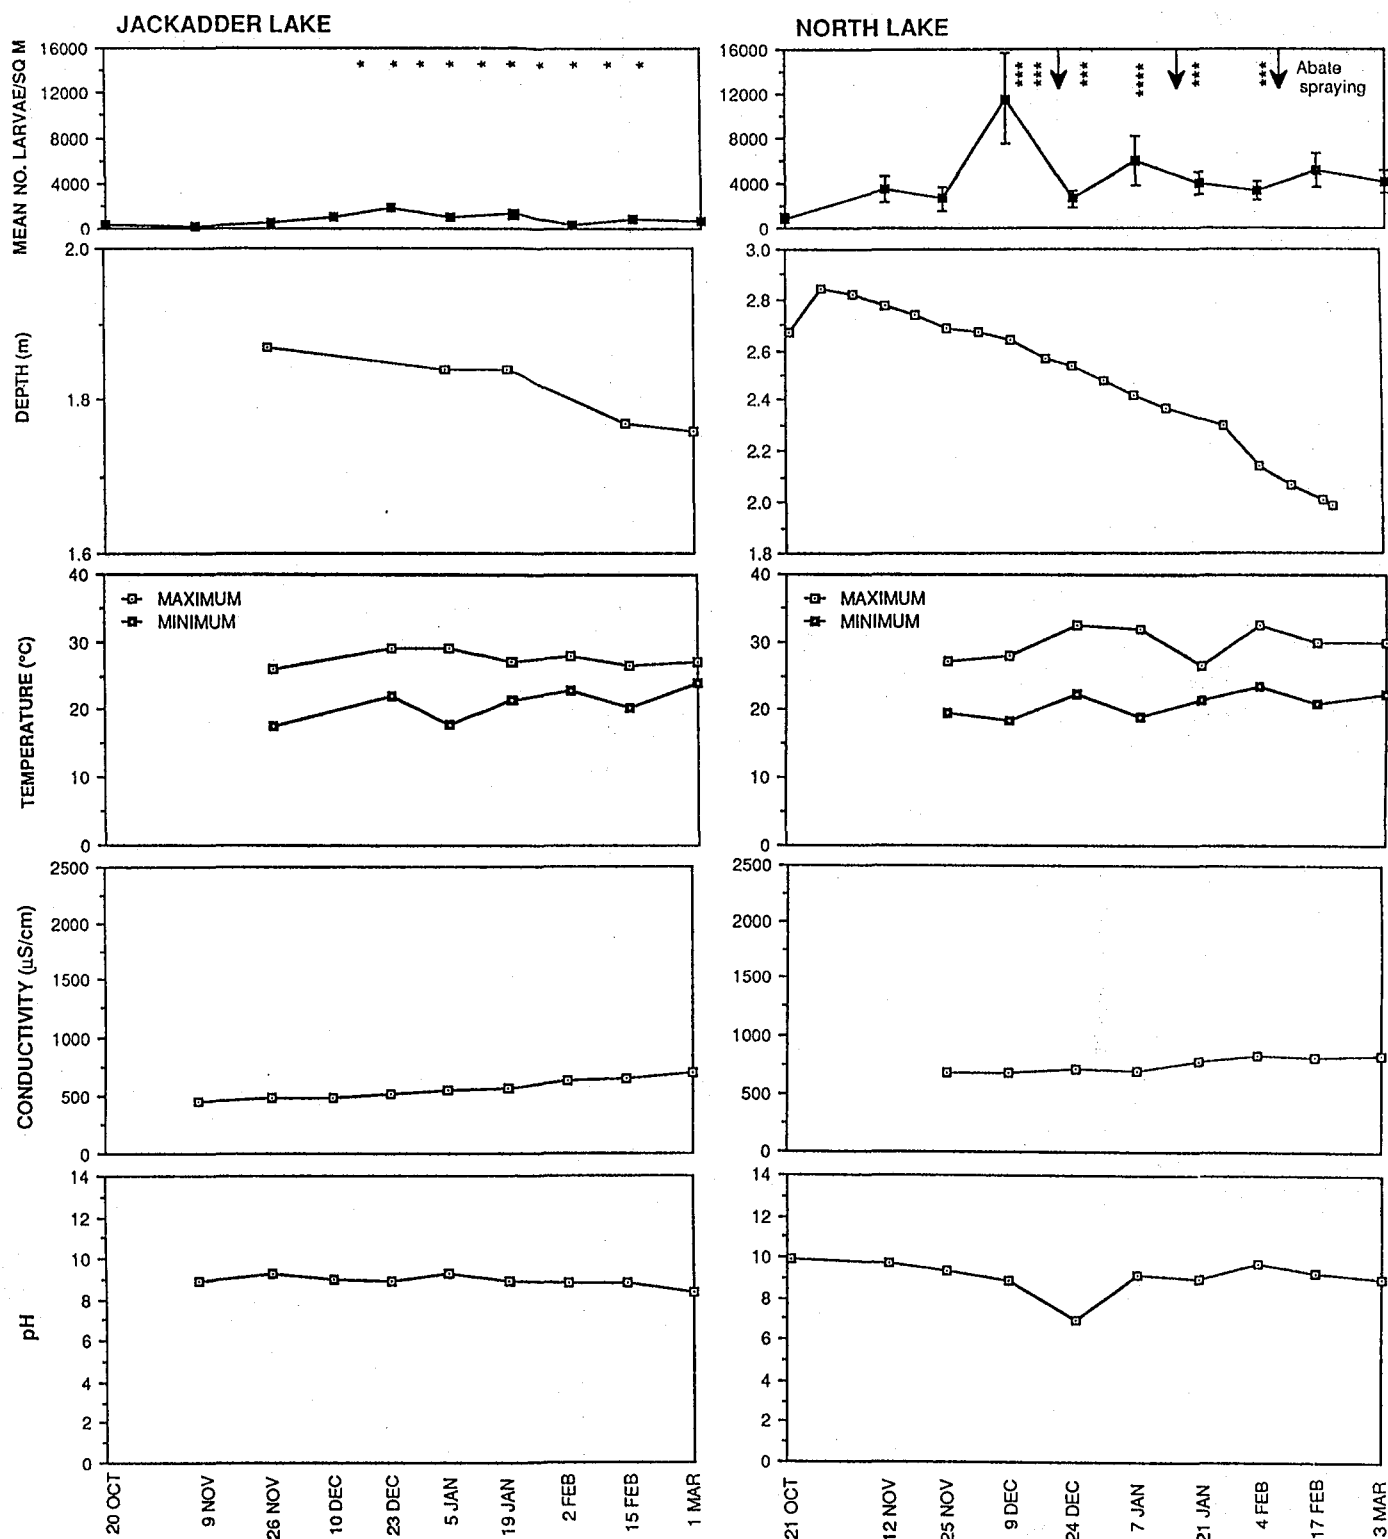 JACKADDER LAKE
MEAN NO. LARVAE/SQ M
16000
12000
8000
4000
0
* * * * * * * * * *
DEPTH (m)
2.0
1.8
1.6
TEMPERATURE (°C)
40
30
20
10
0
MAXIMUM
MINIMUM
CONDUCTIVITY (µS/cm)
2500
2000
1500
1000
500
0
pH
14
12
10
8
6
4
2
0
20 OCT
9 NOV
26 NOV
10 DEC
23 DEC
5 JAN
19 JAN
2 FEB
15 FEB
1 MAR
NORTH LAKE
16000
12000
8000
4000
0
*** *** *** **** *** ***
Abate
spraying
3.0
2.8
2.6
2.4
2.2
2.0
1.8
40
30
20
10
0
MAXIMUM
MINIMUM
2500
2000
1500
1000
500
0
14
12
10
8
6
4
2
0
21 OCT
12 NOV
25 NOV
9 DEC
24 DEC
7 JAN
21 JAN
4 FEB
17 FEB
3 MAR